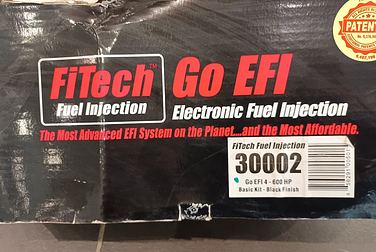 FiTech™
Fuel Injection
Go EFI
Electronic Fuel Injection
The Most Advanced EFI System on the Planet...and the Most Affordable.
PATENT
FiTech Fuel Injection
30002
Go EFI 4 - 600 HP
Basic Kit - Black Finish